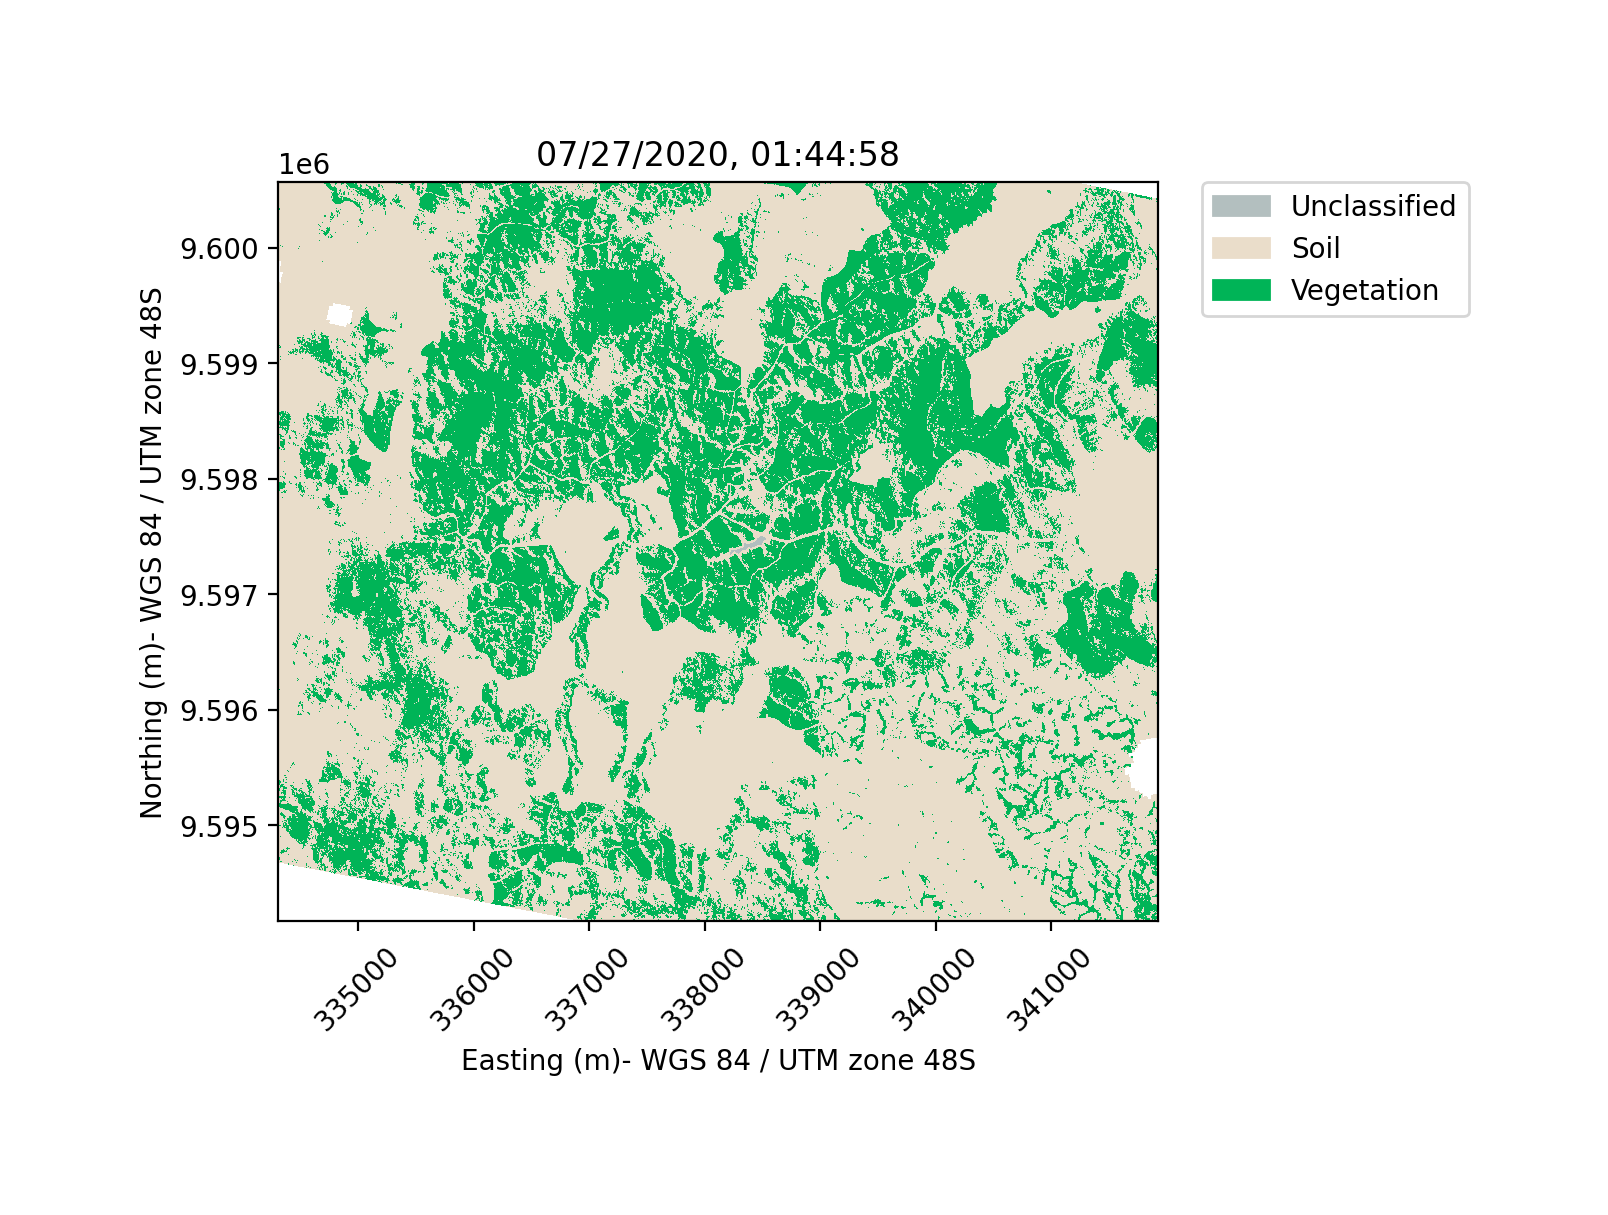 07/27/2020, 01:44:58
1e6
Unclassified
Soil
Vegetation
9.600
9.599
9.598
9.597
9.596
9.595
Northing (m)- WGS 84 / UTM zone 48S
335000
336000
337000
338000
339000
340000
341000
Easting (m)- WGS 84 / UTM zone 48S